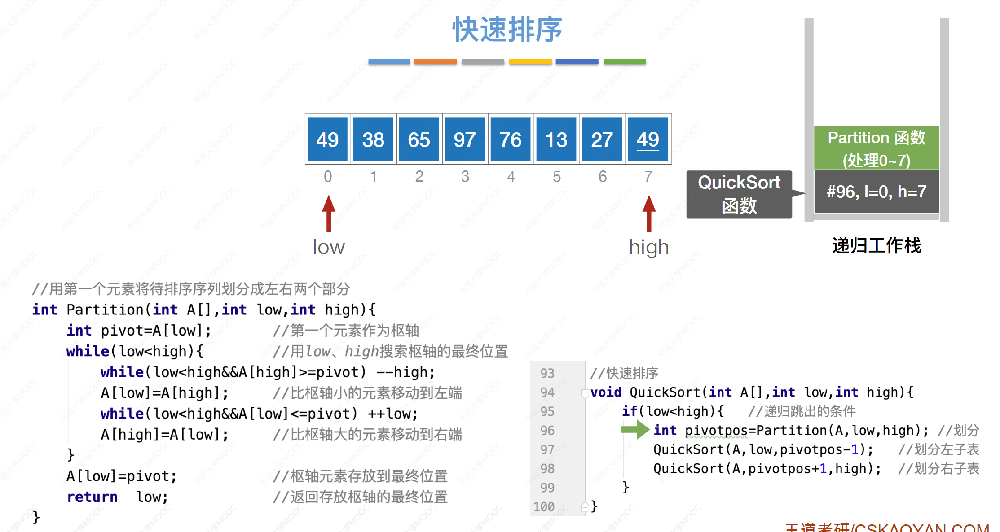 快速排序
49 38 65 97 76 13 27 49
0 1 2 3 4 5 6 7
low
high
Partition 函数
(处理0~7)
#96, l=0, h=7
QuickSort
函数
递归工作栈
//用第一个元素将待排序序列划分成左右两个部分
int Partition(int A[],int low,int high){
int pivot=A[low]; //第一个元素作为枢轴
while(low<high){ //用low、high搜索枢轴的最终位置
while(low<high&&A[high]>=pivot) --high;
A[low]=A[high]; //比枢轴小的元素移动到左端
while(low<high&&A[low]<=pivot) ++low;
A[high]=A[low]; //比枢轴大的元素移动到右端
}
A[low]=pivot; //枢轴元素存放到最终位置
return low; //返回存放枢轴的最终位置
}
93 //快速排序
94 void QuickSort(int A[],int low,int high){
95 if(low<high){ //递归跳出的条件
96 int pivotpos=Partition(A,low,high); //划分
97 QuickSort(A,low,pivotpos-1); //划分左子表
98 QuickSort(A,pivotpos+1,high); //划分右子表
99 }
100 }
王道考研/CSKAOYAN.COM
中国大学MOOC